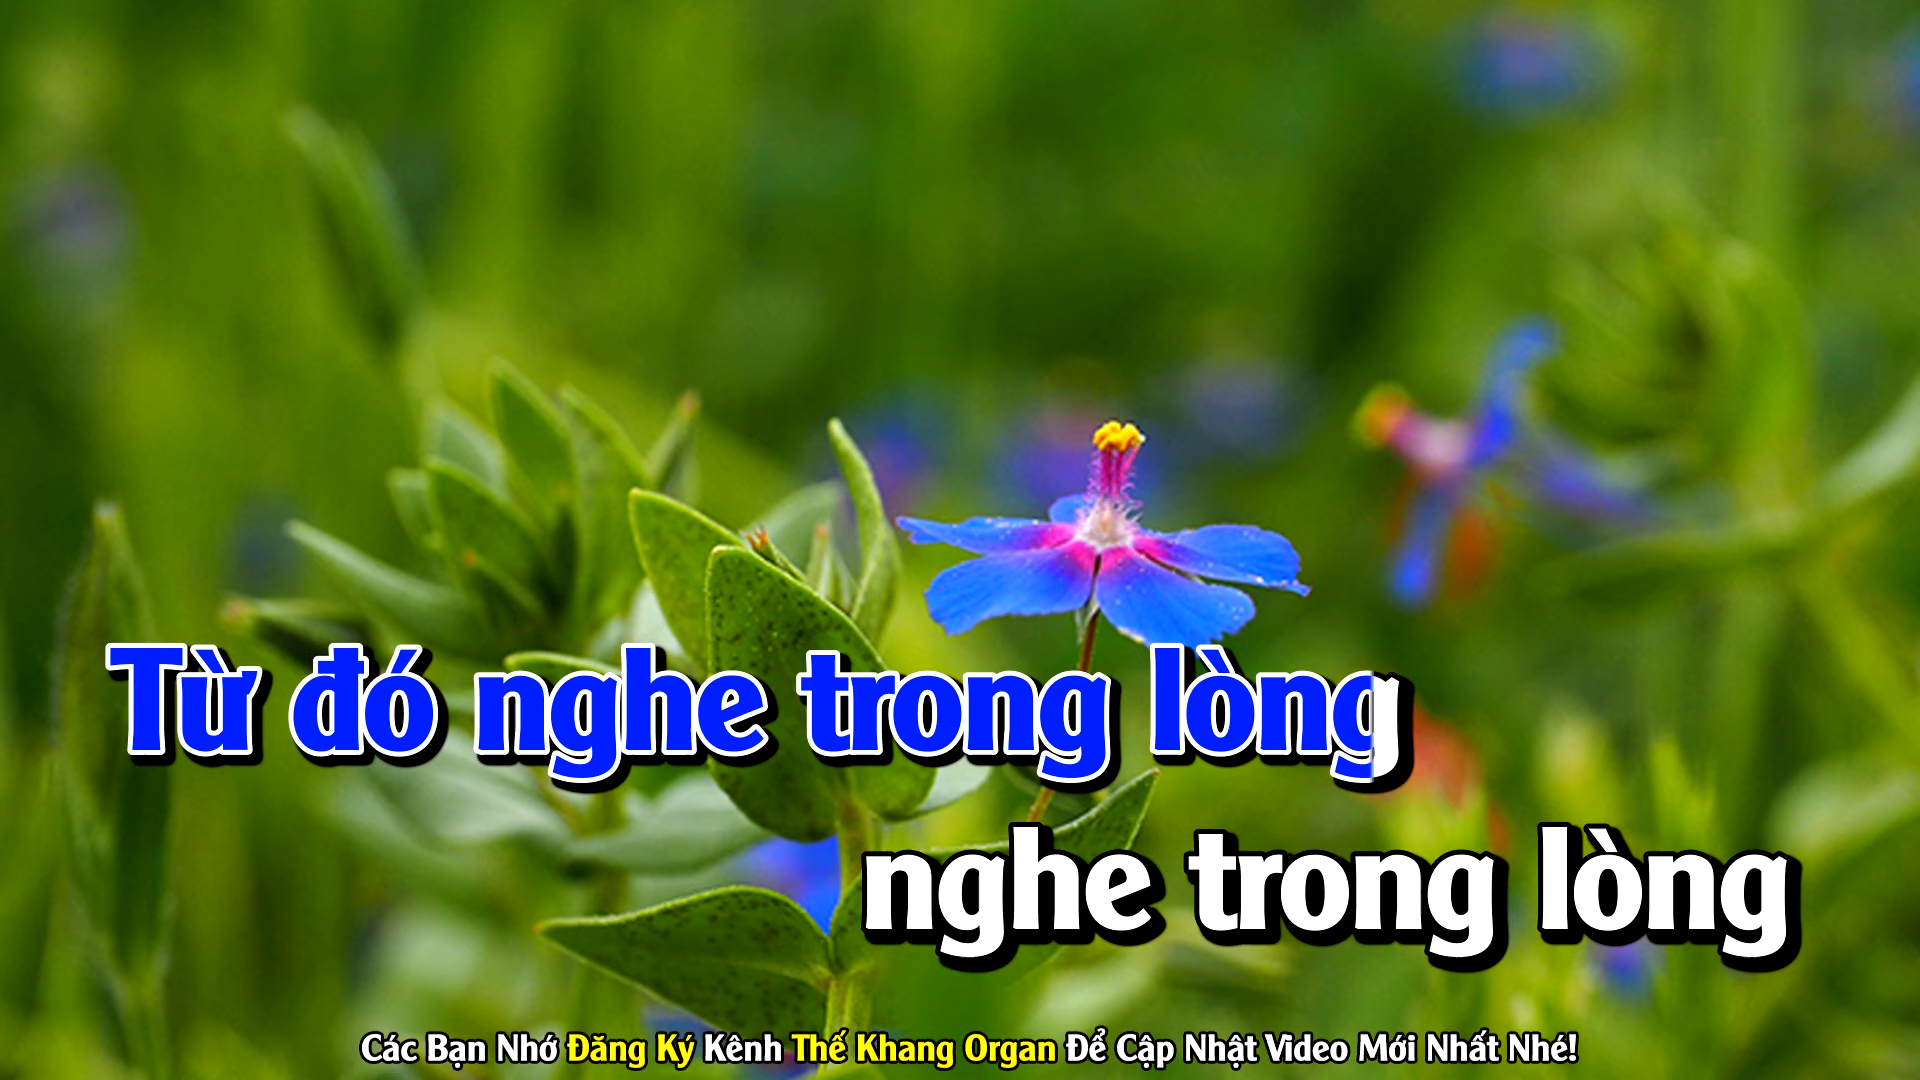 Từ đó nghe trong lòng
nghe trong lòng
Các Bạn Nhớ Đăng Ký Kênh Thế Khang Organ Để Cập Nhật Video Mới Nhất Nhé!